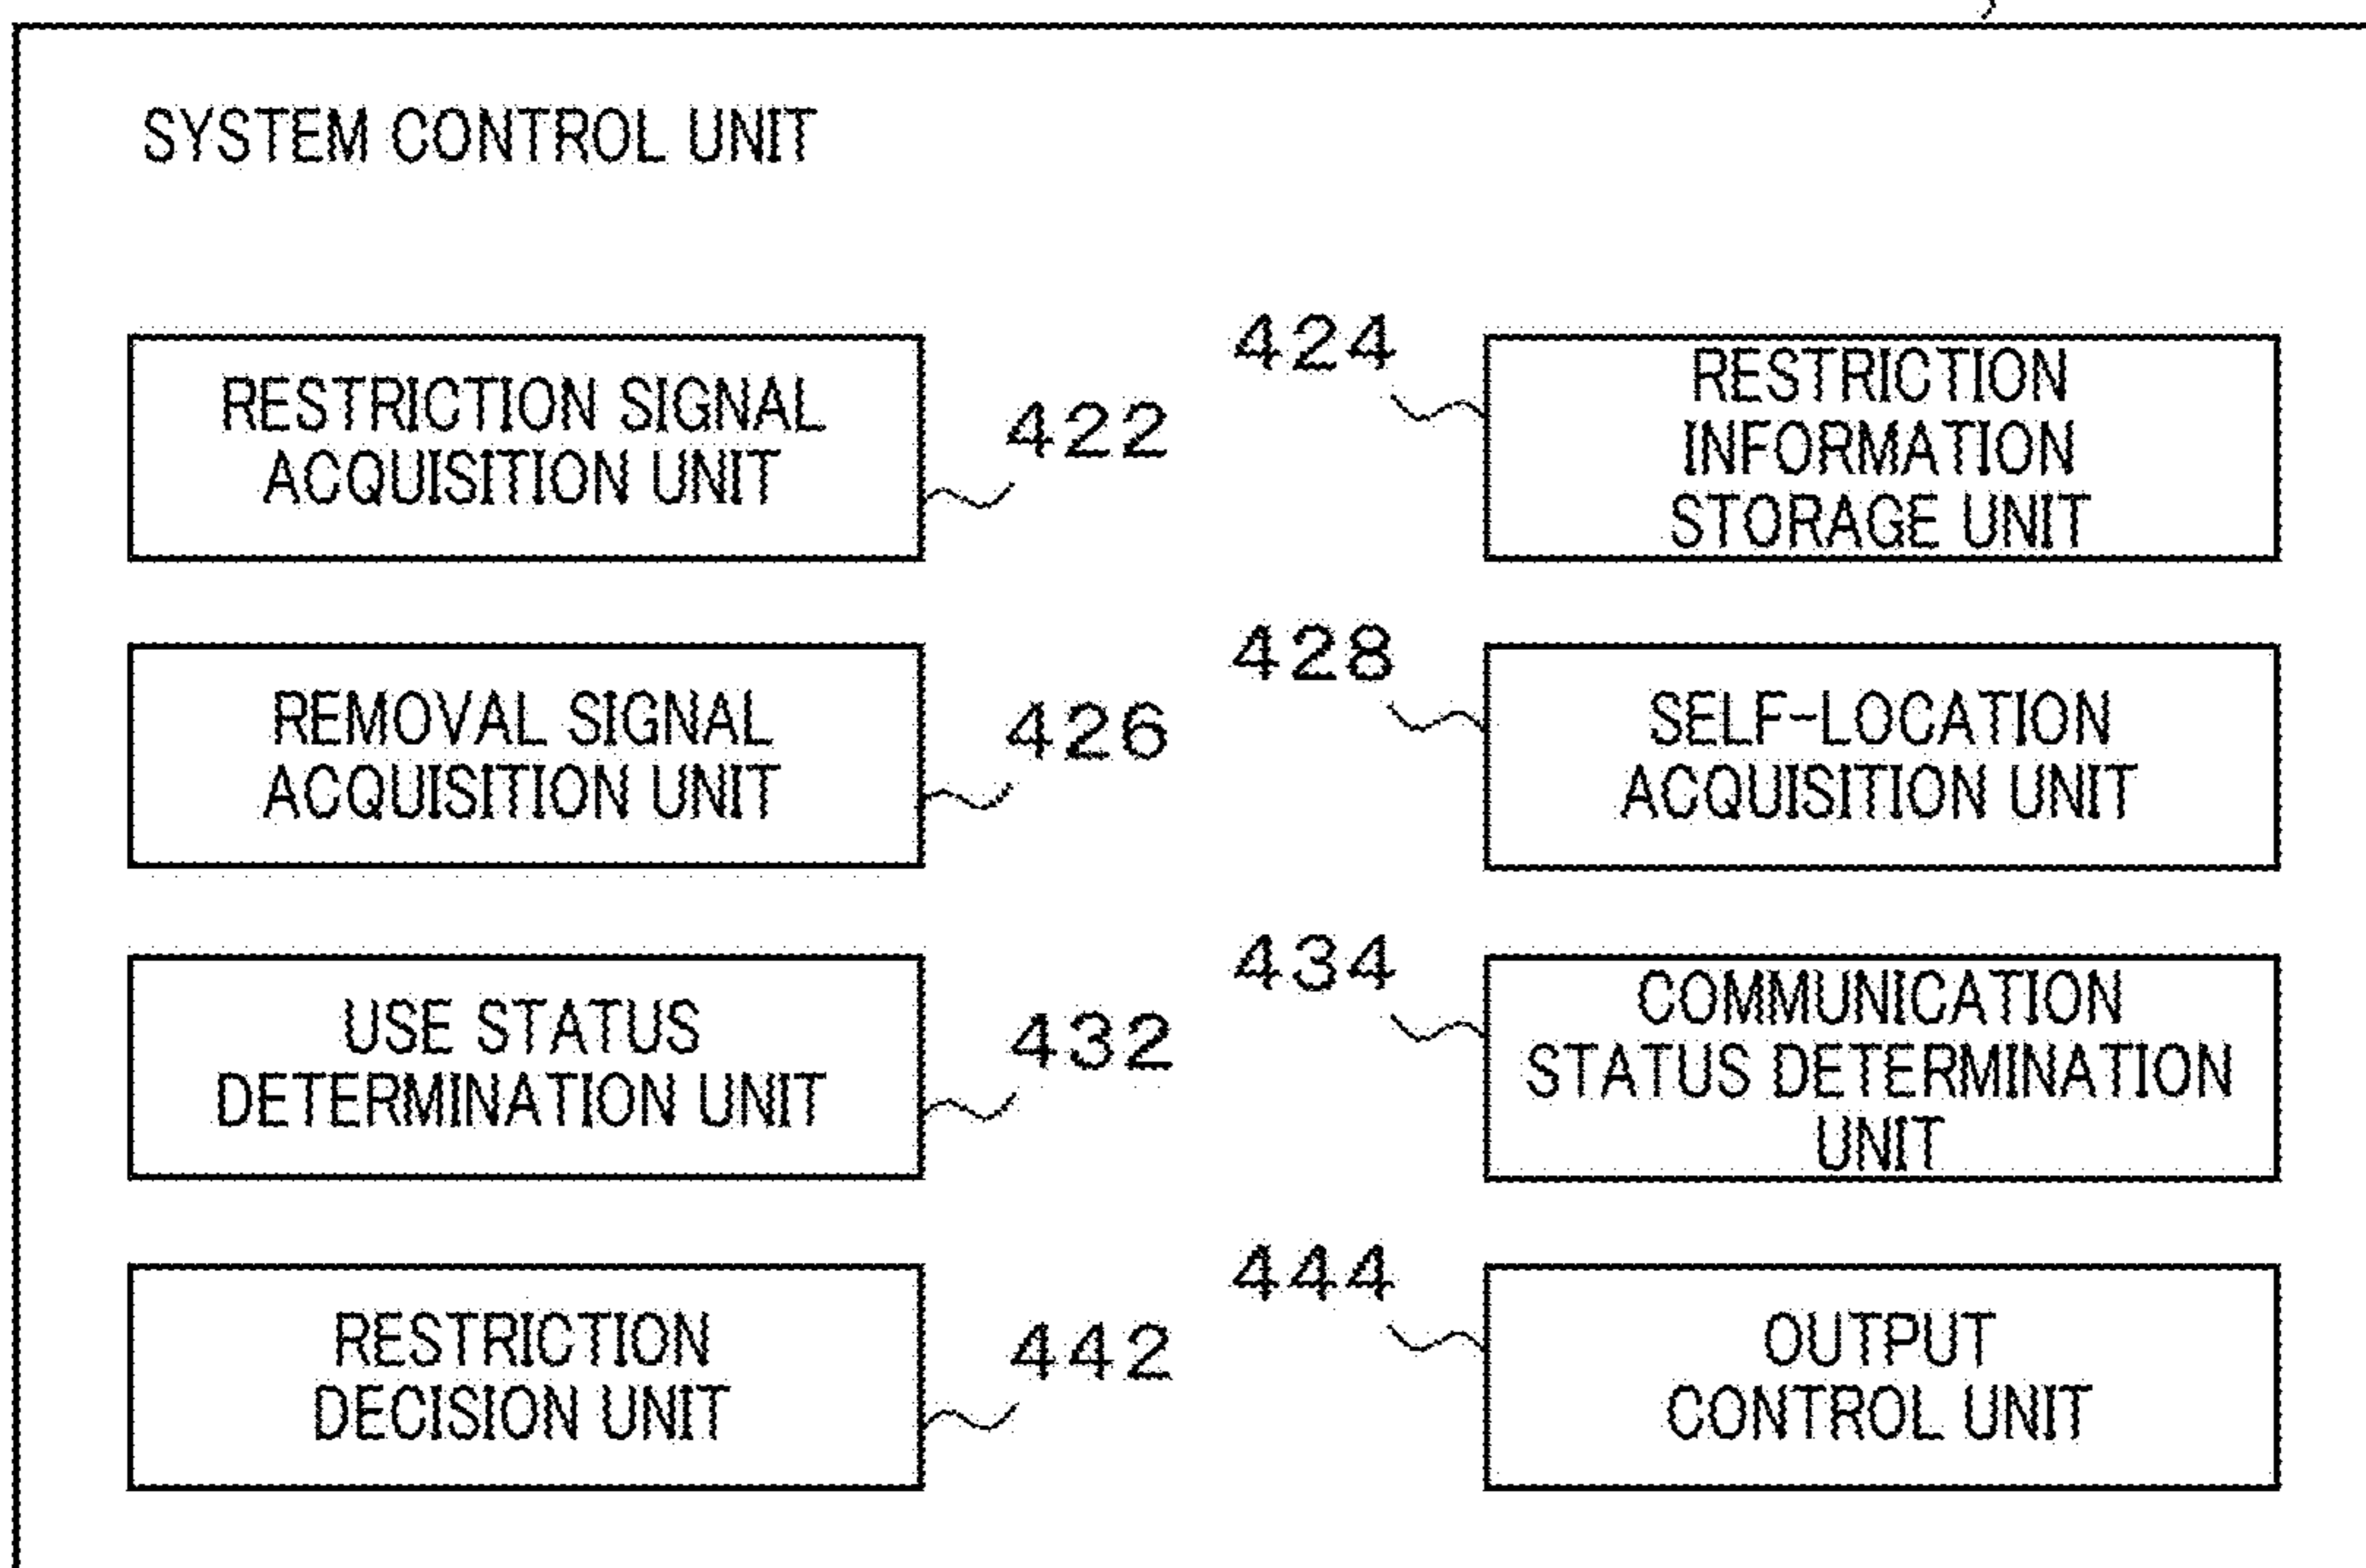 SYSTEM CONTROL UNIT
RESTRICTION SIGNAL
ACQUISITION UNIT
422
424
RESTRICTION
INFORMATION
STORAGE UNIT
REMOVAL SIGNAL
ACQUISITION UNIT
426
428
SELF-LOCATION
ACQUISITION UNIT
USE STATUS
DETERMINATION UNIT
432
434
COMMUNICATION
STATUS DETERMINATION
UNIT
RESTRICTION
DECISION UNIT
442
444
OUTPUT
CONTROL UNIT